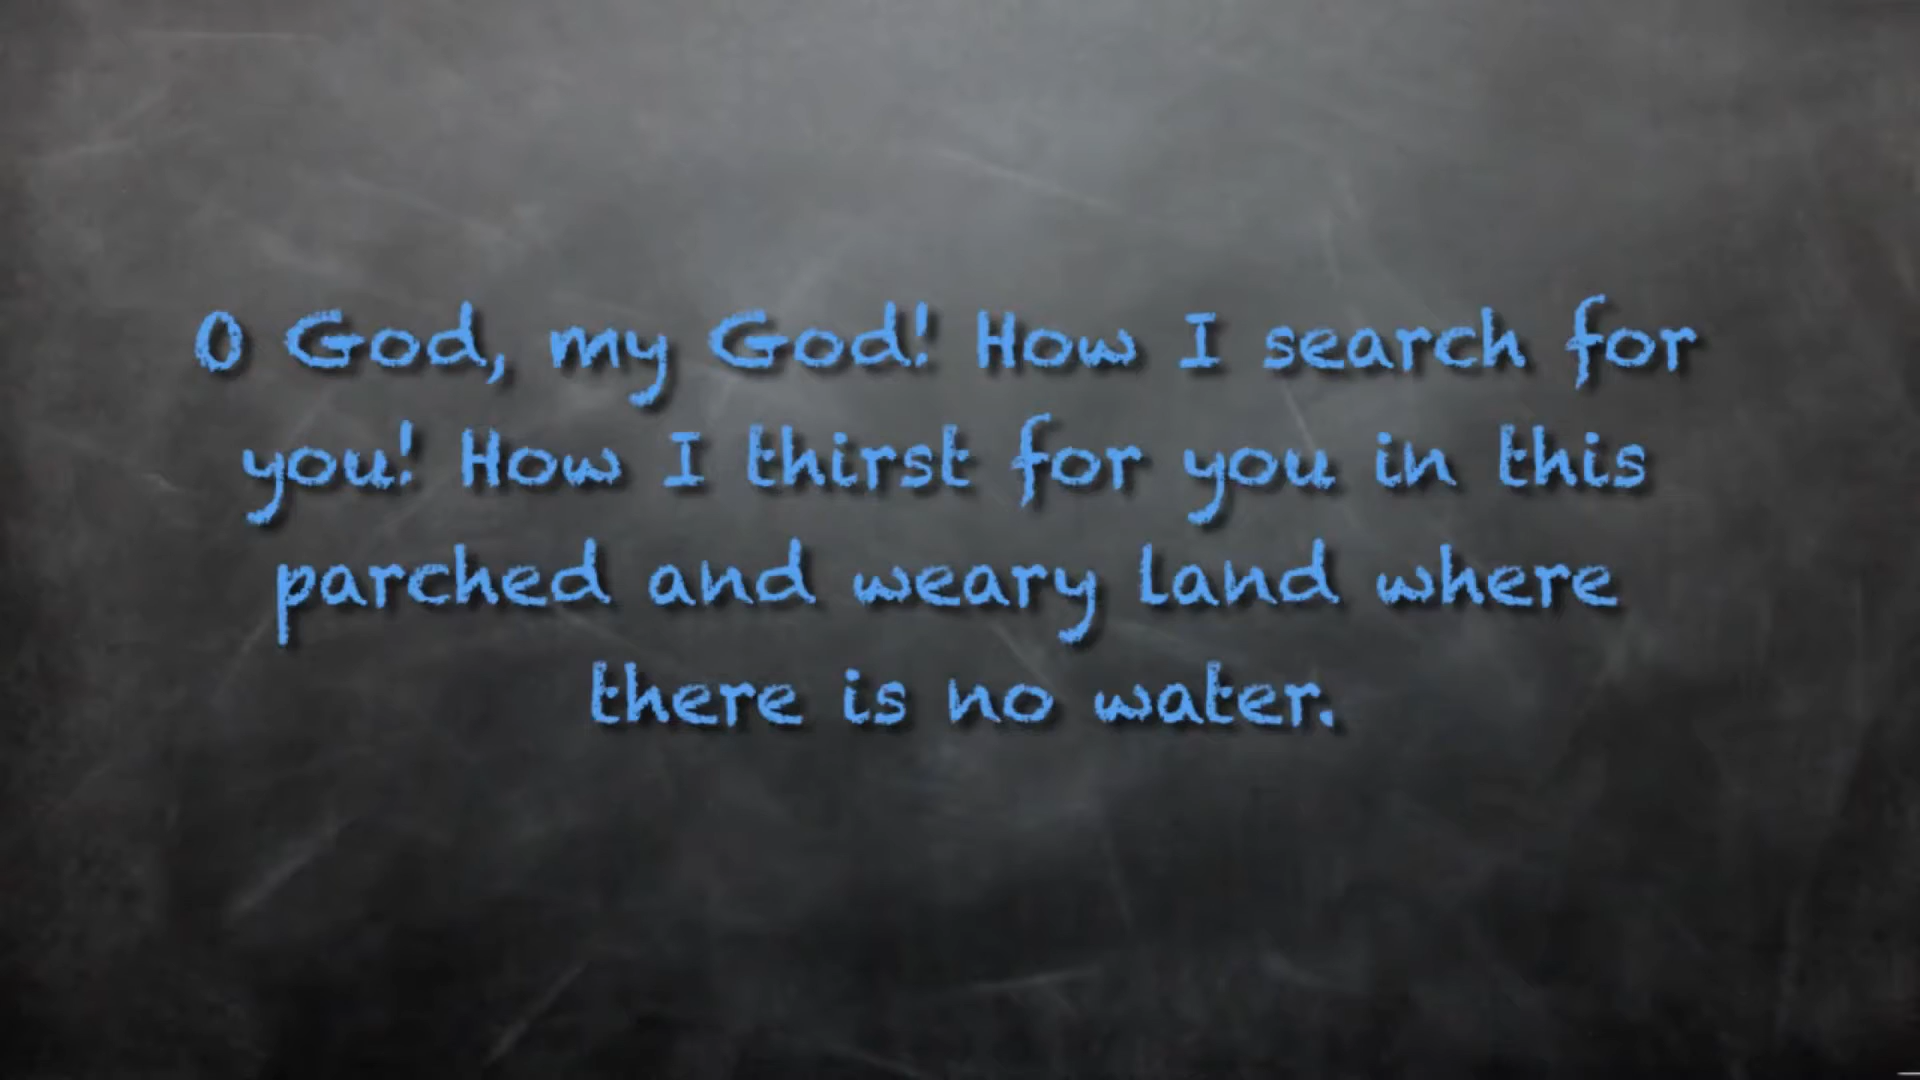 O God, my God! How I search for
you! How I thirst for you in this
parched and weary land where
there is no water.